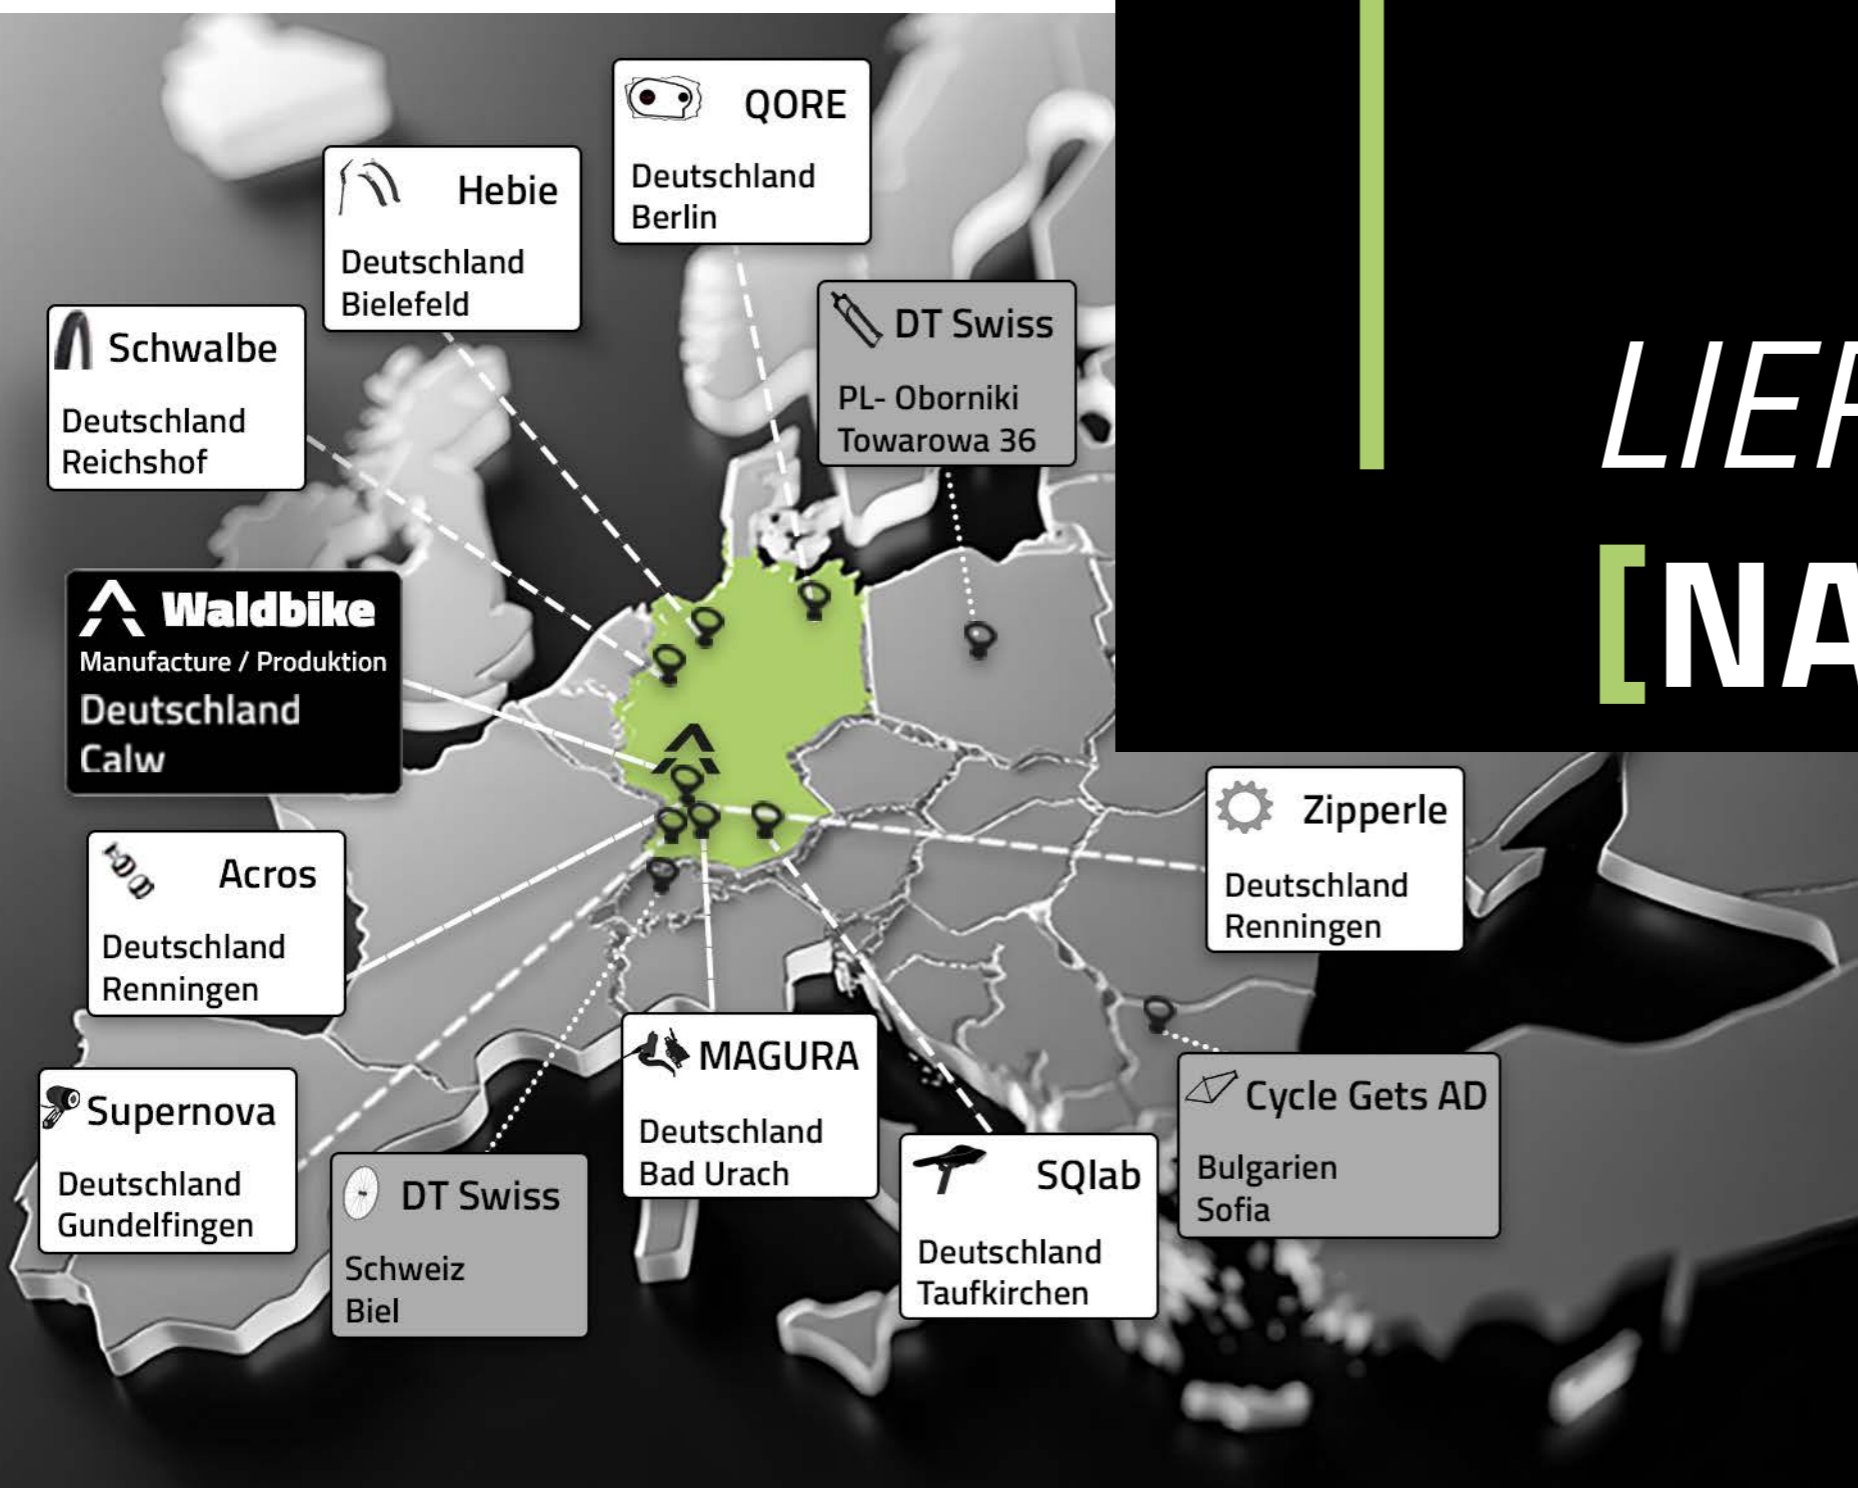 QORE
Deutschland
Berlin
Hebie
Deutschland
Bielefeld
DT Swiss
PL- Oborniki
Towarowa 36
Schwalbe
Deutschland
Reichshof
Waldbike
Manufacture / Produktion
Deutschland
Calw
Zipperle
Deutschland
Renningen
Acros
Deutschland
Renningen
MAGURA
Deutschland
Bad Urach
Cycle Gets AD
Bulgarien
Sofia
Supernova
Deutschland
Gundelfingen
DT Swiss
Schweiz
Biel
SQlab
Deutschland
Taufkirchen
[NA